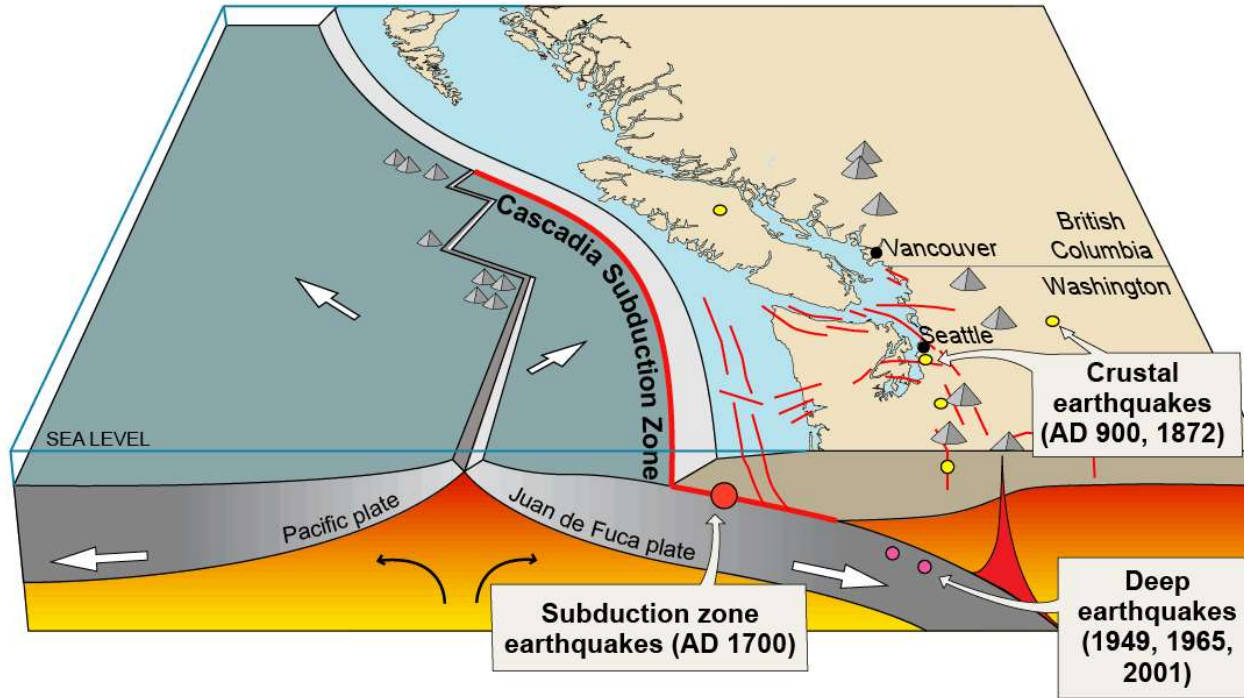 British
Columbia
Vancouver
Washington
Cascadia Subduction Zone
Seattle
Crustal
earthquakes
(AD 900, 1872)
SEA LEVEL
Pacific plate
Juan de Fuca plate
Subduction zone
earthquakes (AD 1700)
Deep
earthquakes
(1949, 1965,
2001)